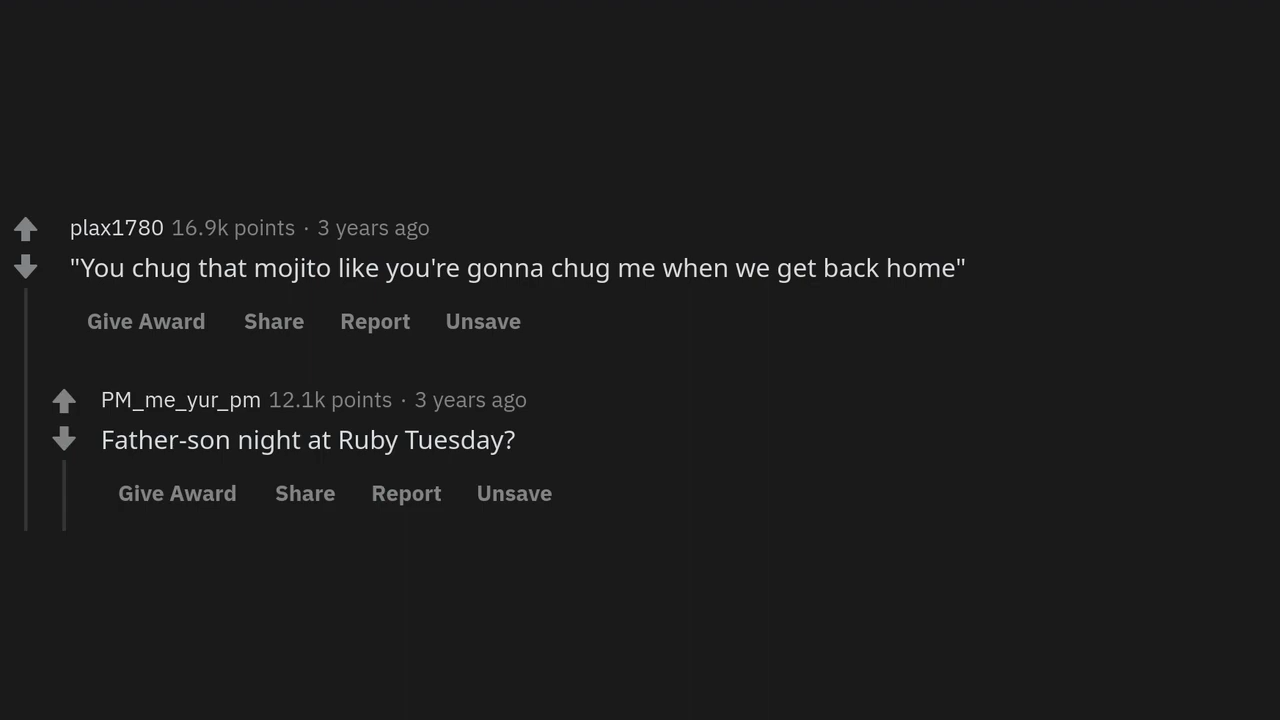 plax1780 16.9k points · 3 years ago
"You chug that mojito like you're gonna chug me when we get back home"
Give Award Share Report Unsave
PM_me_yur_pm 12.1k points · 3 years ago
Father-son night at Ruby Tuesday?
Give Award Share Report Unsave